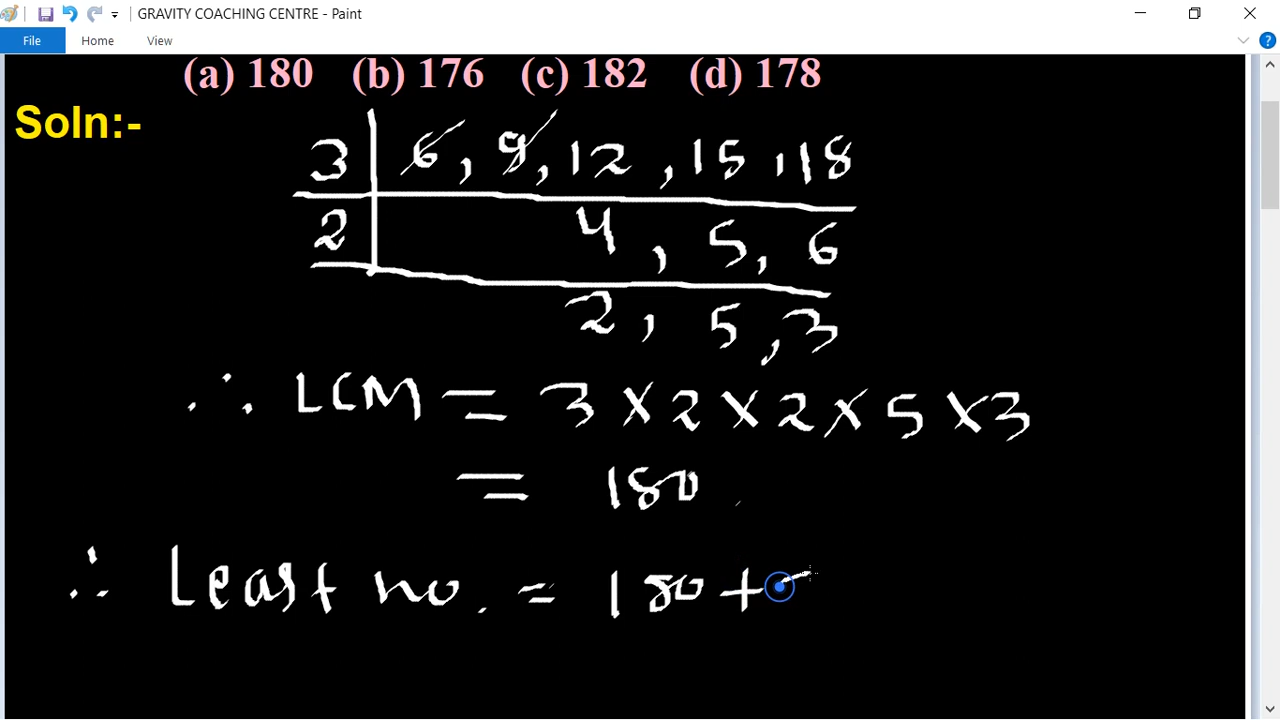 GRAVITY COACHING CENTRE - Paint
File Home View
(a) 180 (b) 176 (c) 182 (d) 178
Soln:-
3 6, 9, 12, 15, 18
2 4, 5, 6
2, 5, 3
∴ LCM = 3 × 2 × 2 × 5 × 3
= 180.
∴ Least no. = 180 +